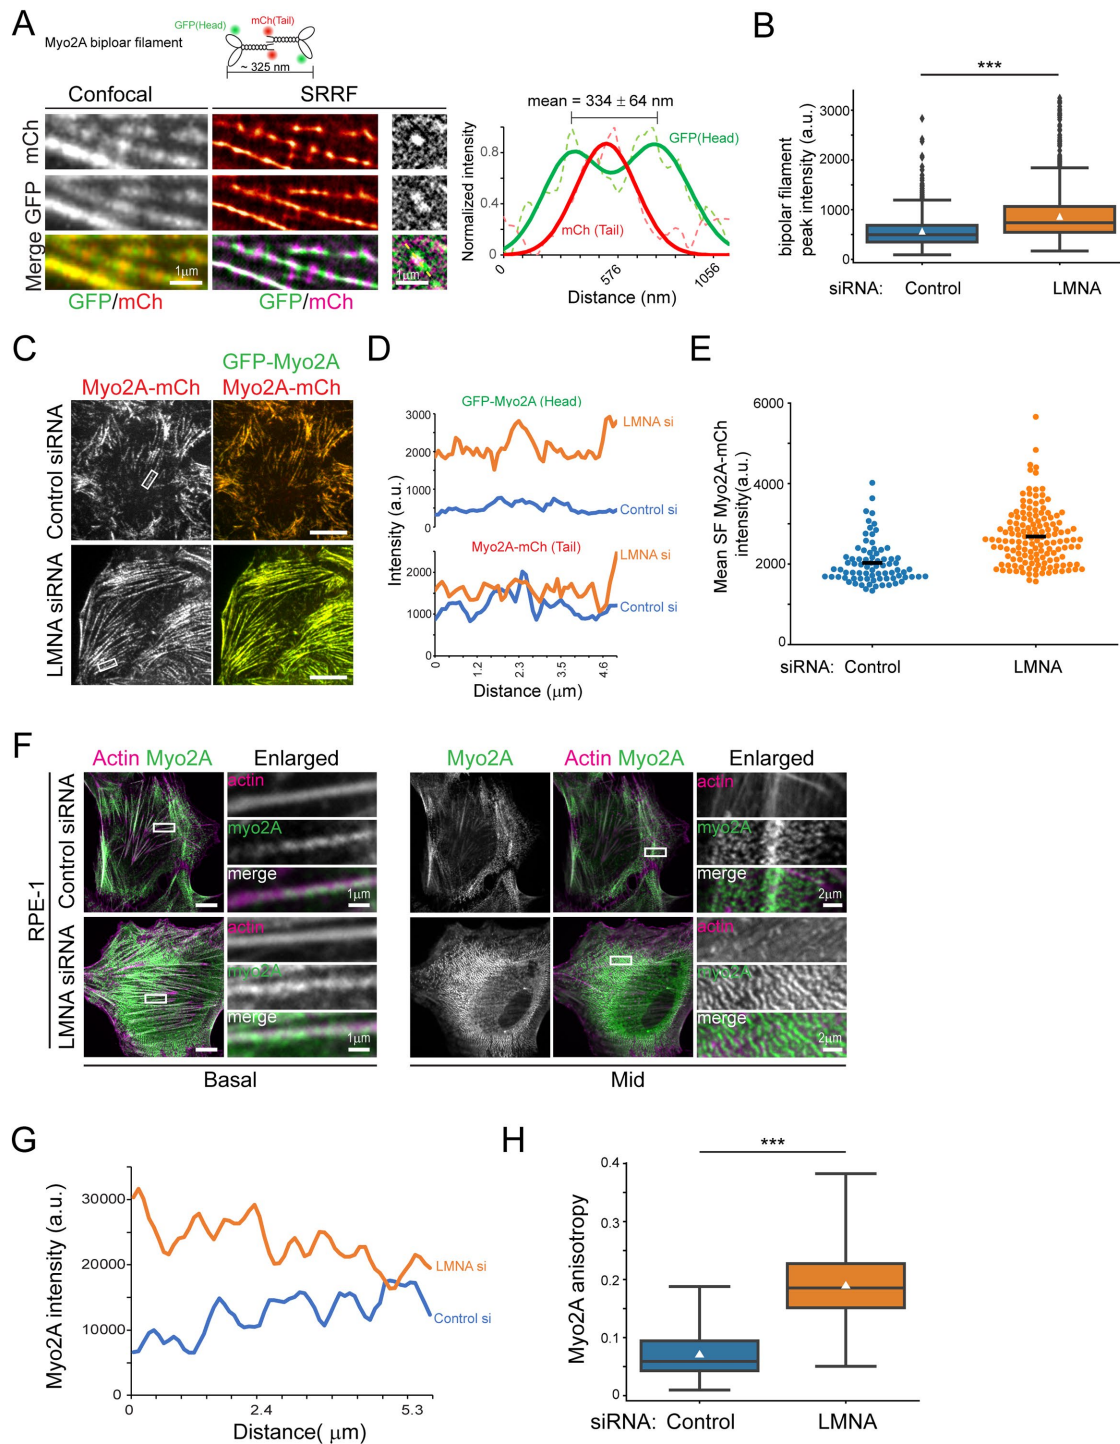 A
GFP(Head)
mCh(Tail)
Myo2A biploar filament
~ 325 nm
Confocal
SRRF
mCh
GFP
Merge
1μm
1μm
GFP/mCh
GFP/mCh
mean = 334 ± 64 nm
GFP(Head)
mCh (Tail)
Normalized intensity
0.8
0.4
0
0
576
1056
Distance (nm)
B
***
bipolar filament
peak intensity (a.u.)
3000
2000
1000
0
siRNA: Control LMNA
C
GFP-Myo2A
Myo2A-mCh Myo2A-mCh
Control siRNA
LMNA siRNA
D
GFP-Myo2A (Head)
3000
2000
1000
0
LMNA si
Control si
Intensity (a.u.)
Myo2A-mCh (Tail)
3000
2000
1000
0
LMNA si
Control si
0
1.2
2.3
3.5
4.6
Distance (μm)
E
Mean SF Myo2A-mCh
intensity(a.u.)
6000
4000
2000
0
siRNA: Control LMNA
F
Actin Myo2A Enlarged
Myo2A Actin Myo2A Enlarged
RPE-1
Control siRNA
LMNA siRNA
actin
myo2A
merge
1μm
actin
myo2A
merge
2μm
actin
myo2A
merge
1μm
actin
myo2A
merge
2μm
Basal
Mid
G
Myo2A intensity (a.u.)
30000
20000
10000
0
LMNA si
Control si
0
2.4
5.3
Distance( μm)
H
***
Myo2A anisotropy
0.4
0.3
0.2
0.1
0
siRNA: Control LMNA